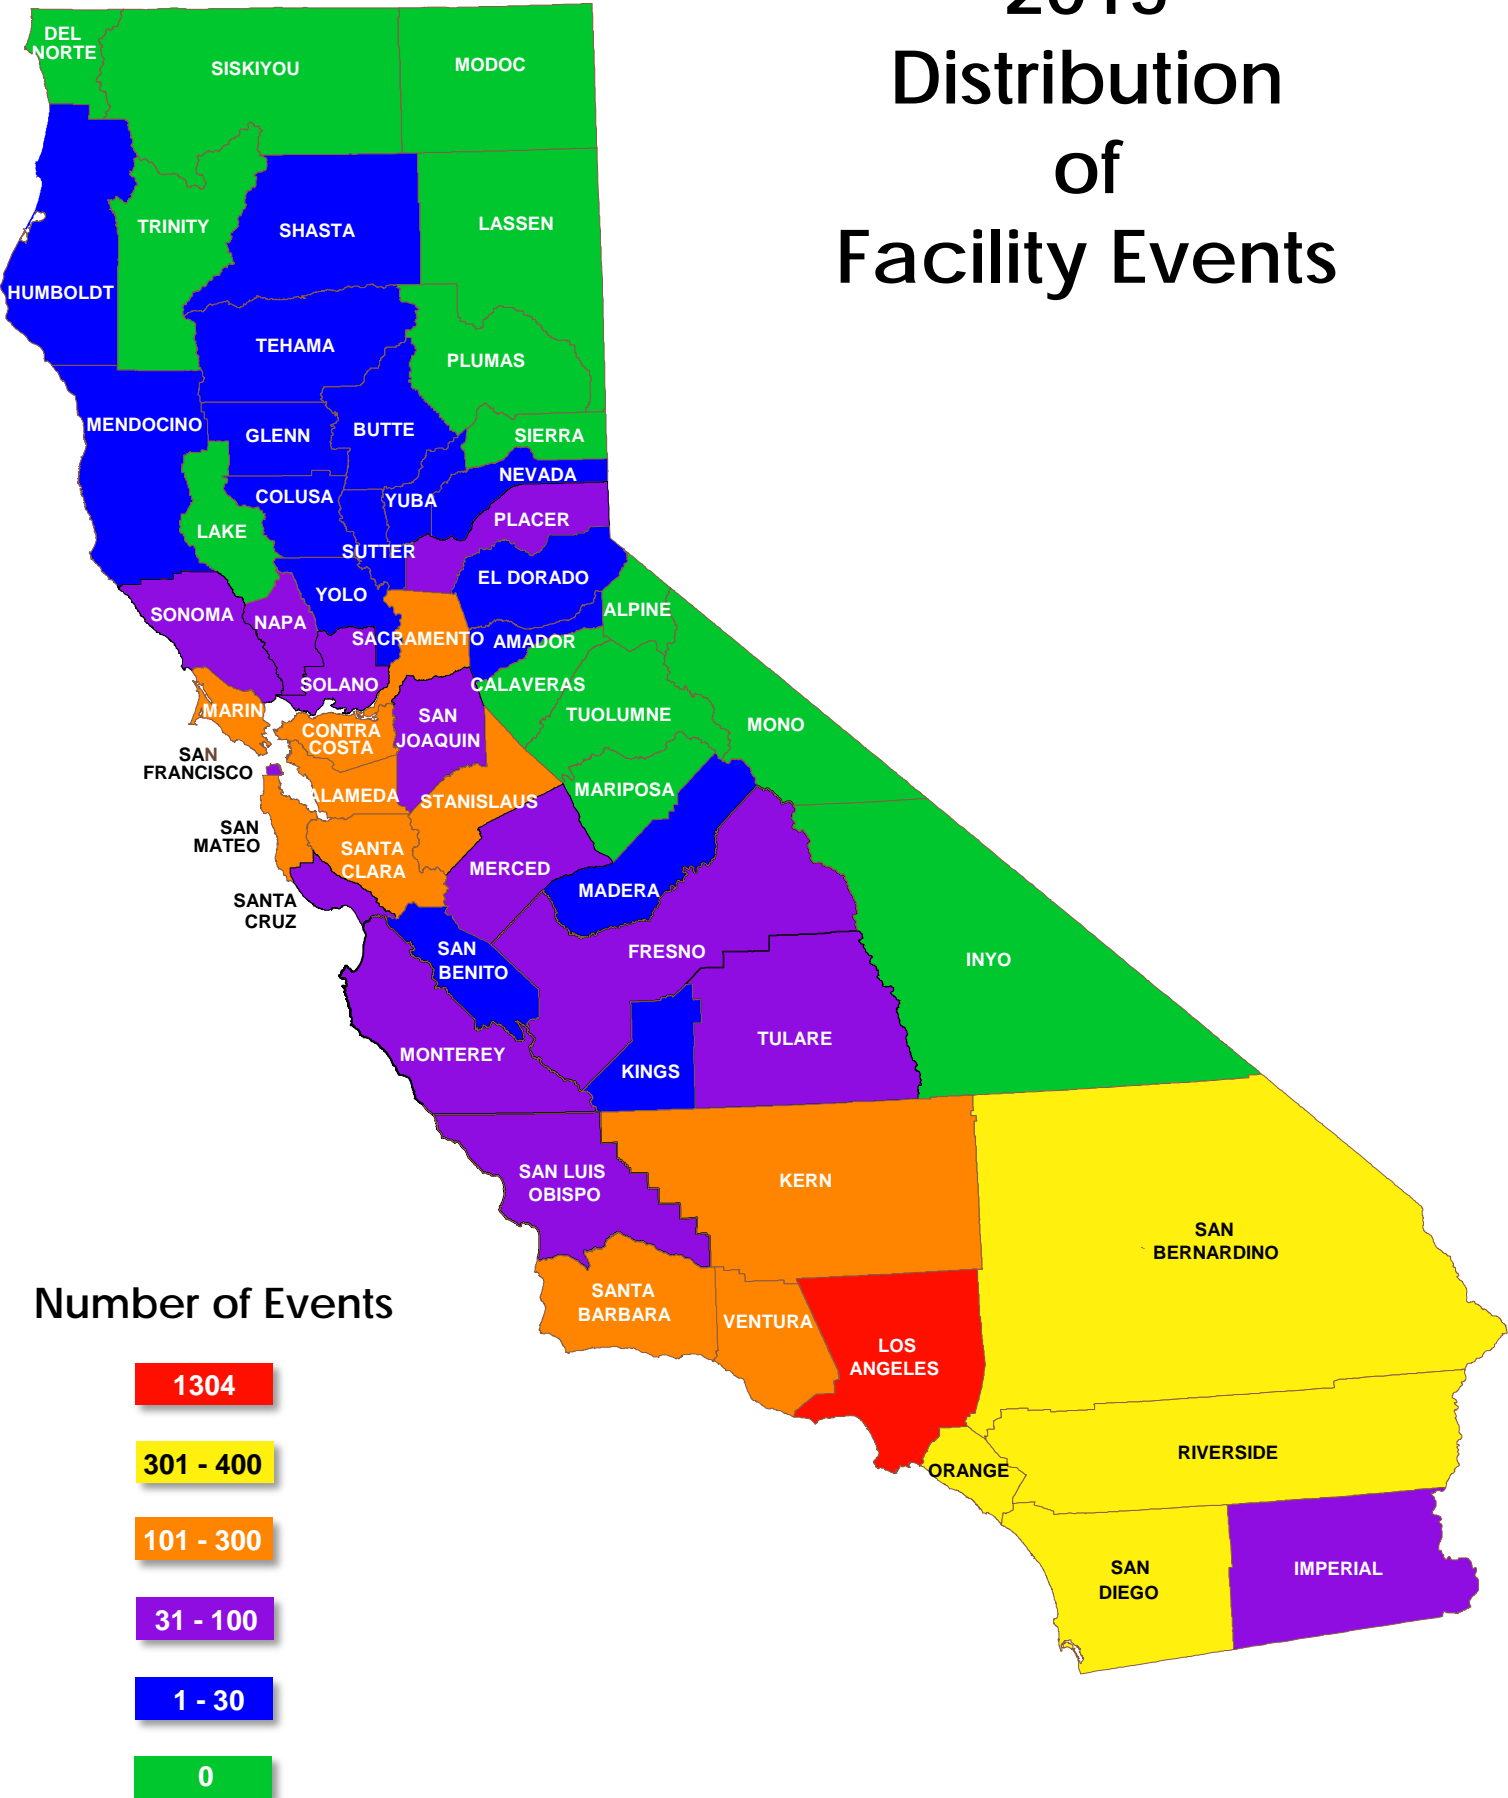 Distribution
of
Facility Events
DEL
NORTE
SISKIYOU
MODOC
TRINITY
SHASTA
LASSEN
HUMBOLDT
TEHAMA
PLUMAS
MENDOCINO
GLENN
BUTTE
SIERRA
NEVADA
COLUSA
YUBA
PLACER
LAKE
SUTTER
EL DORADO
YOLO
ALPINE
SONOMA
NAPA
SACRAMENTO
AMADOR
SOLANO
CALAVERAS
MARIN
SAN
JOAQUIN
TUOLUMNE
MONO
CONTRA
COSTA
SAN
FRANCISCO
ALAMEDA
STANISLAUS
MARIPOSA
SAN
MATEO
SANTA
CLARA
MERCED
MADERA
SANTA
CRUZ
SAN
BENITO
FRESNO
INYO
MONTEREY
KINGS
TULARE
SAN LUIS
OBISPO
KERN
SAN
BERNARDINO
SANTA
BARBARA
VENTURA
LOS
ANGELES
ORANGE
RIVERSIDE
SAN
DIEGO
IMPERIAL
Number of Events
1304
301 - 400
101 - 300
31 - 100
1 - 30
0